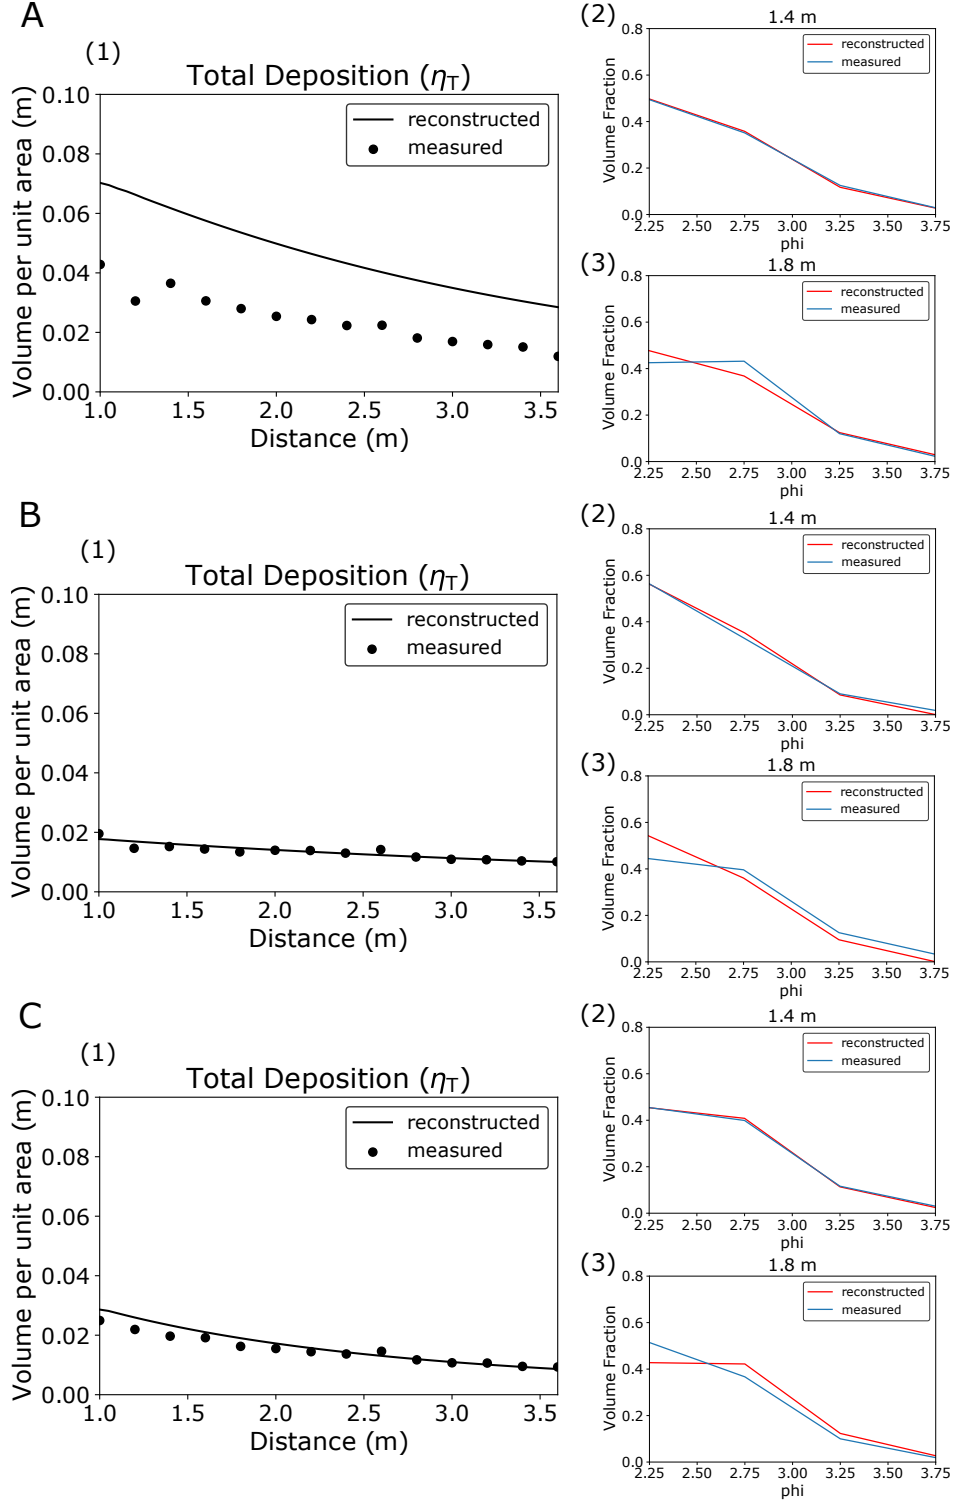 A
(1)
Total Deposition (ηT)
reconstructed
measured
Volume per unit area (m)
0.10
0.08
0.06
0.04
0.02
0.00
1.0 1.5 2.0 2.5 3.0 3.5
Distance (m)
(2)
1.4 m
reconstructed
measured
Volume Fraction
0.8
0.6
0.4
0.2
0.0
2.25 2.50 2.75 3.00 3.25 3.50 3.75
phi
(3)
1.8 m
reconstructed
measured
Volume Fraction
0.8
0.6
0.4
0.2
0.0
2.25 2.50 2.75 3.00 3.25 3.50 3.75
phi
B
(1)
Total Deposition (ηT)
reconstructed
measured
Volume per unit area (m)
0.10
0.08
0.06
0.04
0.02
0.00
1.0 1.5 2.0 2.5 3.0 3.5
Distance (m)
(2)
1.4 m
reconstructed
measured
Volume Fraction
0.8
0.6
0.4
0.2
0.0
2.25 2.50 2.75 3.00 3.25 3.50 3.75
phi
(3)
1.8 m
reconstructed
measured
Volume Fraction
0.8
0.6
0.4
0.2
0.0
2.25 2.50 2.75 3.00 3.25 3.50 3.75
phi
C
(1)
Total Deposition (ηT)
reconstructed
measured
Volume per unit area (m)
0.10
0.08
0.06
0.04
0.02
0.00
1.0 1.5 2.0 2.5 3.0 3.5
Distance (m)
(2)
1.4 m
reconstructed
measured
Volume Fraction
0.8
0.6
0.4
0.2
0.0
2.25 2.50 2.75 3.00 3.25 3.50 3.75
phi
(3)
1.8 m
reconstructed
measured
Volume Fraction
0.8
0.6
0.4
0.2
0.0
2.25 2.50 2.75 3.00 3.25 3.50 3.75
phi